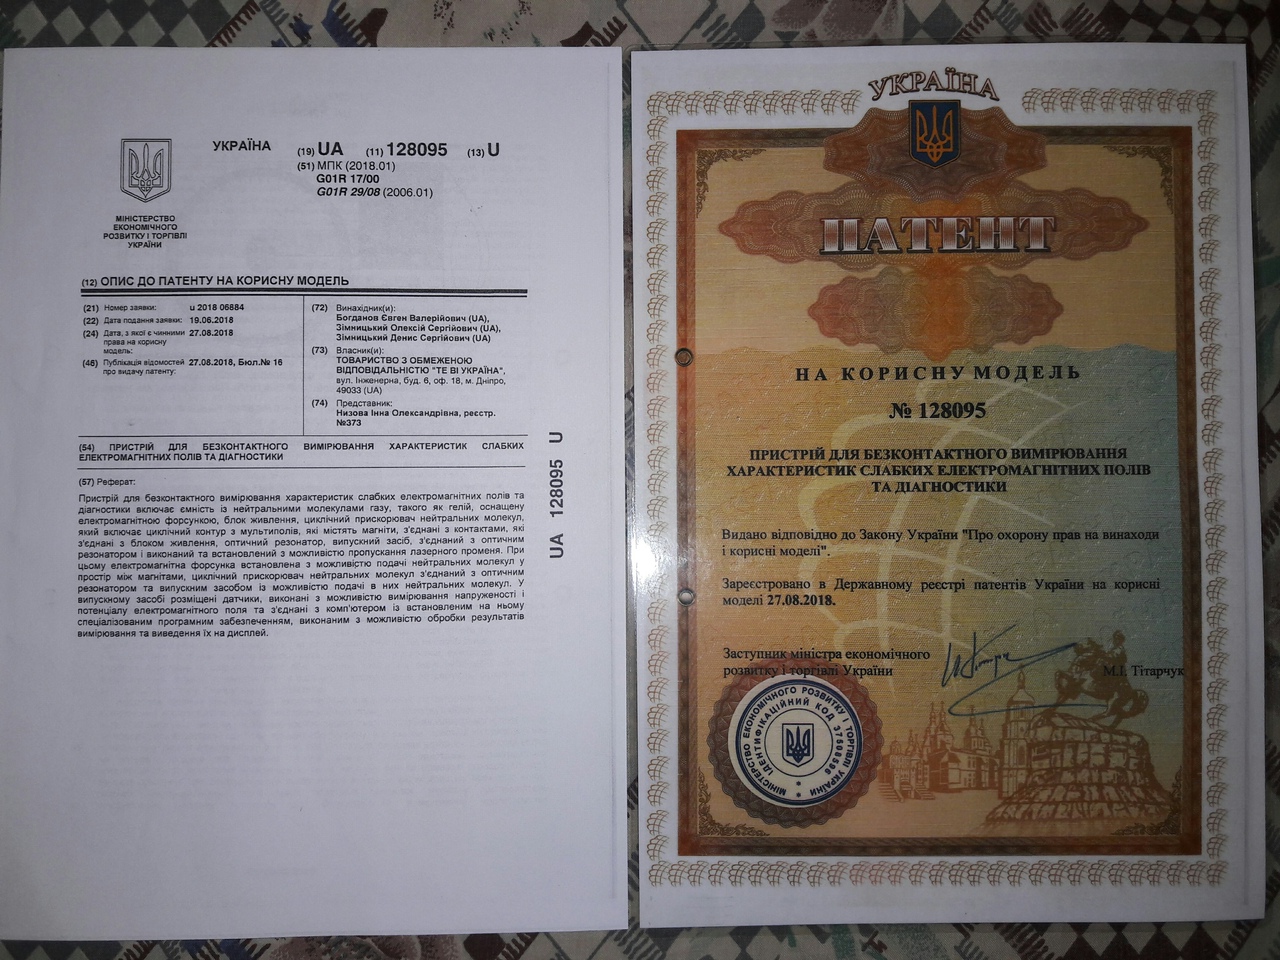 УКРАЇНА
(19) UA (11) 128095 (13) U
(51) МПК (2018.01)
G01R 17/00
G01R 29/08 (2006.01)
МІНІСТЕРСТВО
ЕКОНОМІЧНОГО
РОЗВИТКУ І ТОРГІВЛІ
УКРАЇНИ
(12) ОПИС ДО ПАТЕНТУ НА КОРИСНУ МОДЕЛЬ
(21) Номер заявки: u 2018 06884
(22) Дата подання заявки: 19.06.2018
(24) Дата, з якої є чинними 27.08.2018
права на корисну
модель:
(46) Публікація відомостей 27.08.2018, Бюл.№ 16
про видачу патенту:
(72) Винахідник(и):
Богданов Євген Валерійович (UA),
Зімницький Олексій Сергійович (UA),
Зімницький Денис Сергійович (UA)
(73) Власник(и):
ТОВАРИСТВО З ОБМЕЖЕНОЮ
ВІДПОВІДАЛЬНІСТЮ "ТЕ ВІ УКРАЇНА",
вул. Інженерна, буд. 6, оф. 18, м. Дніпро,
49033 (UA)
(74) Представник:
Низова Інна Олександрівна, реєстр.
№373
(54) ПРИСТРІЙ ДЛЯ БЕЗКОНТАКТНОГО ВИМІРЮВАННЯ ХАРАКТЕРИСТИК СЛАБКИХ
ЕЛЕКТРОМАГНІТНИХ ПОЛІВ ТА ДІАГНОСТИКИ
(57) Реферат:
Пристрій для безконтактного вимірювання характеристик слабких електромагнітних полів та
діагностики включає ємність із нейтральними молекулами газу, такого як гелій, оснащену
електромагнітною форсункою, блок живлення, циклічний прискорювач нейтральних молекул,
який включає циклічний контур з мультиполів, які містять магніти, з'єднані з контактами, які
з'єднані з блоком живлення, оптичний резонатор, випускний засіб, з'єднаний з оптичним
резонатором і виконаний та встановлений з можливістю пропускання лазерного променя. При
цьому електромагнітна форсунка встановлена з можливістю подачі нейтральних молекул у
простір між магнітами, циклічний прискорювач нейтральних молекул з'єднаний з оптичним
резонатором та випускним засобом із можливістю подачі в них нейтральних молекул. У
випускному засобі розміщені датчики, виконані з можливістю вимірювання напруженості і
потенціалу електромагнітного поля та з'єднані з комп'ютером із встановленим на ньому
спеціалізованим програмним забезпеченням, виконаним з можливістю обробки результатів
вимірювання та виведення їх на дисплей.
UA 128095 U
УКРАЇНА
ПАТЕНТ
НА КОРИСНУ МОДЕЛЬ
№ 128095
ПРИСТРІЙ ДЛЯ БЕЗКОНТАКТНОГО ВИМІРЮВАННЯ
ХАРАКТЕРИСТИК СЛАБКИХ ЕЛЕКТРОМАГНІТНИХ ПОЛІВ
ТА ДІАГНОСТИКИ
Видано відповідно до Закону України "Про охорону прав на винаходи
і корисні моделі".
Зареєстровано в Державному реєстрі патентів України на корисні
моделі 27.08.2018.
Заступник міністра економічного
розвитку і торгівлі України
М.І. Тітарчук
МІНІСТЕРСТВО ЕКОНОМІЧНОГО РОЗВИТКУ І ТОРГІВЛІ УКРАЇНИ
ІДЕНТИФІКАЦІЙНИЙ КОД 37508596